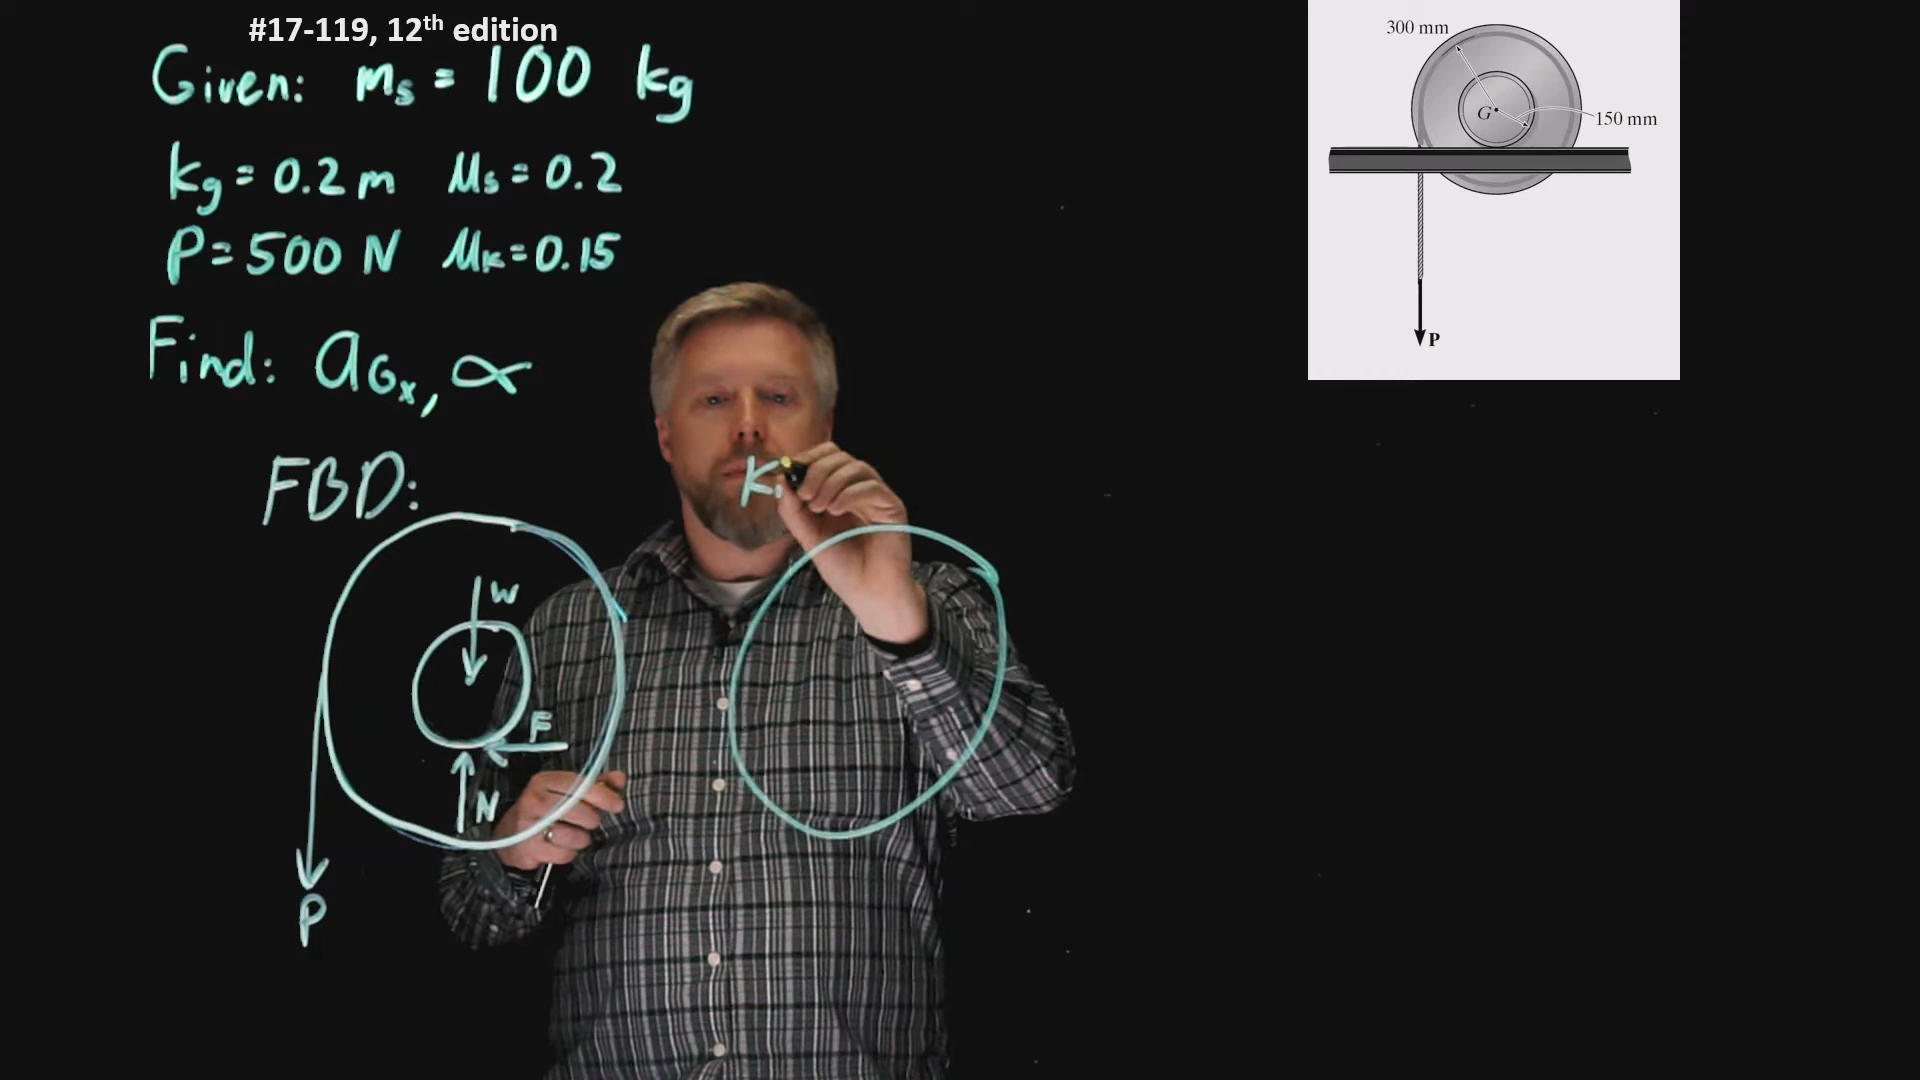 #17-119, 12th edition
Given: ms = 100 kg
kg = 0.2 m μs = 0.2
P = 500 N μk = 0.15
Find: aGx, α
FBD:
Ki
W
F
N
P
300 mm
G
150 mm
P